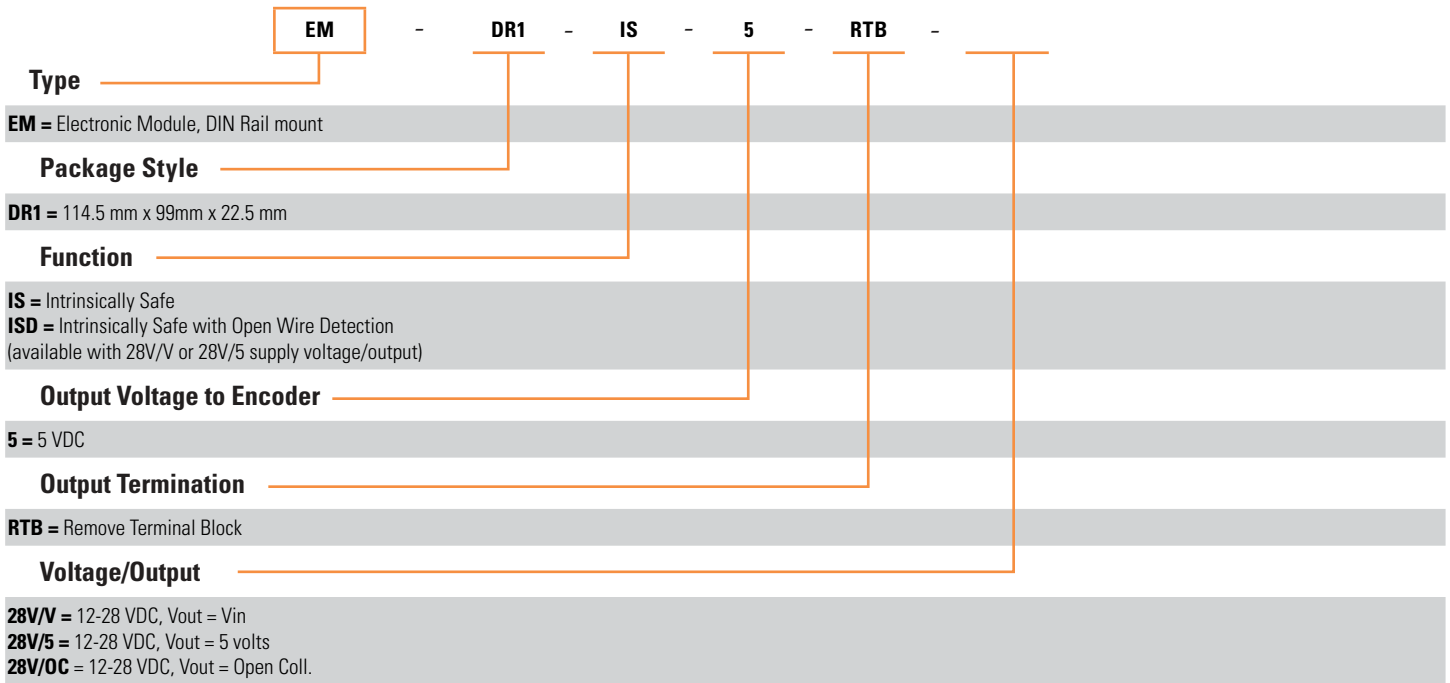 EM - DR1 - IS - 5 - RTB -
Type
EM = Electronic Module, DIN Rail mount
Package Style
DR1 = 114.5 mm x 99mm x 22.5 mm
Function
IS = Intrinsically Safe
ISD = Intrinsically Safe with Open Wire Detection
(available with 28V/V or 28V/5 supply voltage/output)
Output Voltage to Encoder
5 = 5 VDC
Output Termination
RTB = Remove Terminal Block
Voltage/Output
28V/V = 12-28 VDC, Vout = Vin
28V/5 = 12-28 VDC, Vout = 5 volts
28V/OC = 12-28 VDC, Vout = Open Coll.